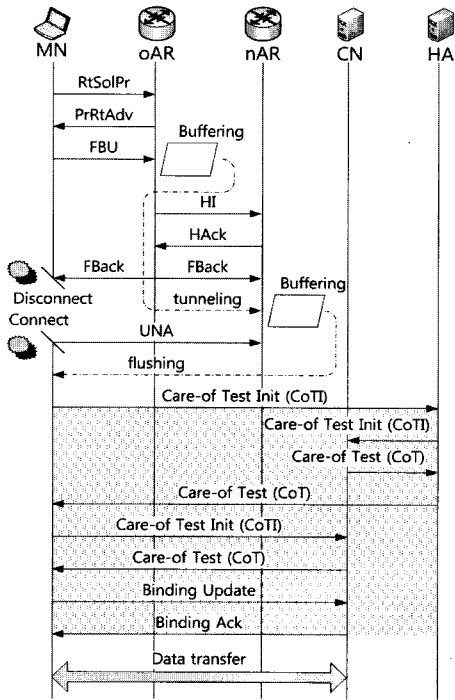 MN oAR nAR CN HA
RtSolPr
PrRtAdv
Buffering
FBU
HI
HAck
FBack FBack
Buffering
Disconnect
tunneling
Connect
UNA
flushing
Care-of Test Init (CoTI)
Care-of Test Init (CoTI)
Care-of Test (CoT)
Care-of Test (CoT)
Care-of Test Init (CoTI)
Care-of Test (CoT)
Binding Update
Binding Ack
Data transfer